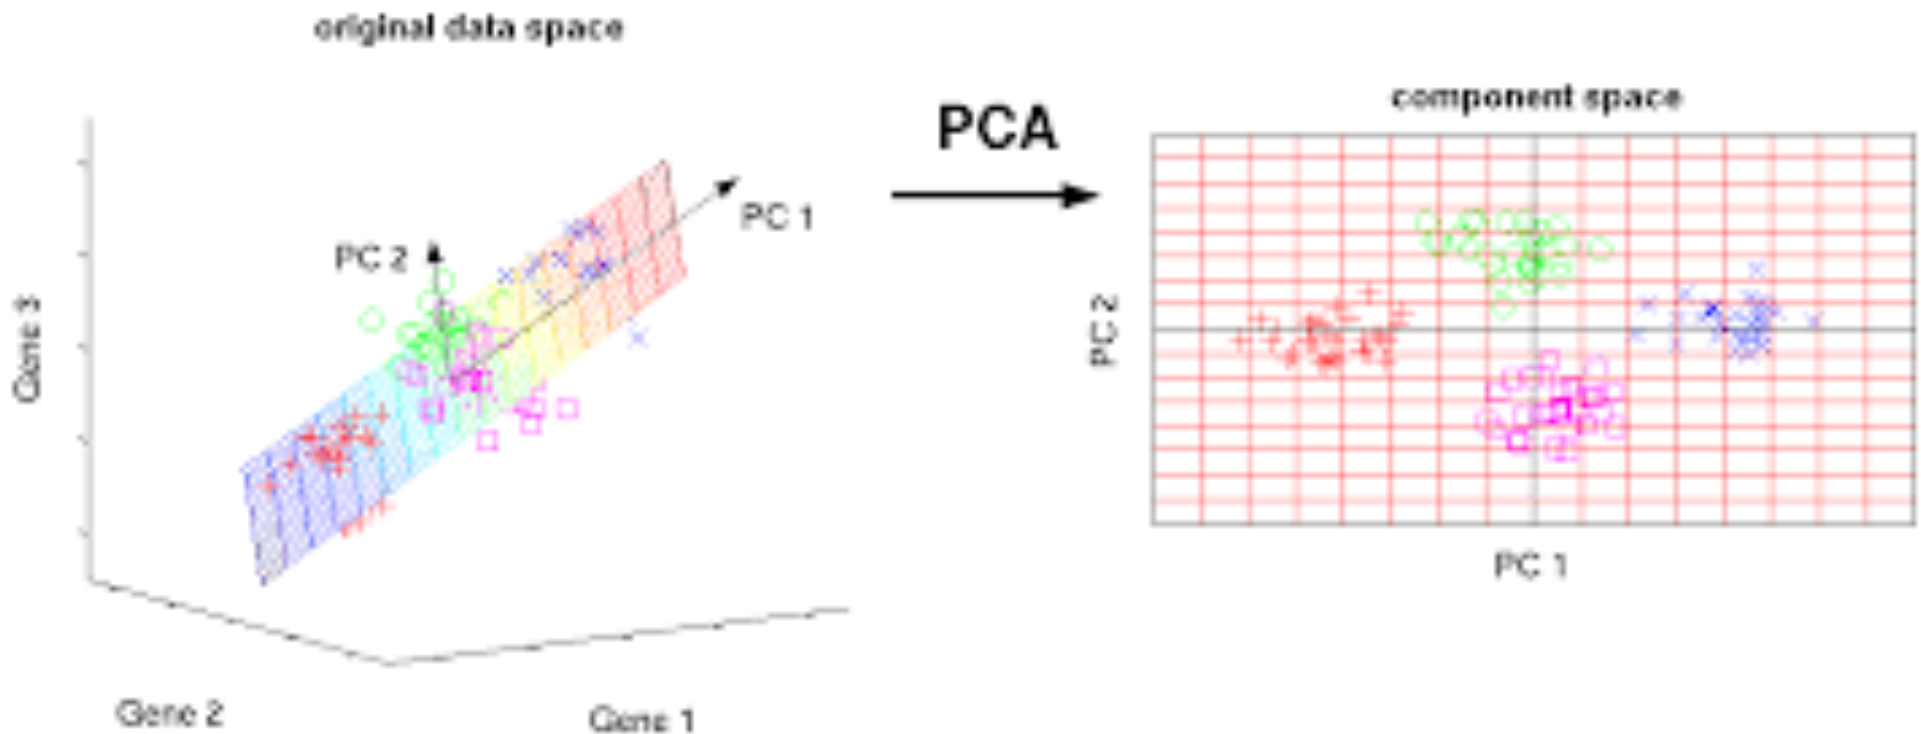 original data space
PCA
component space
PC 1
PC 2
Gene 3
PC 2
PC 1
Gene 2
Gene 1